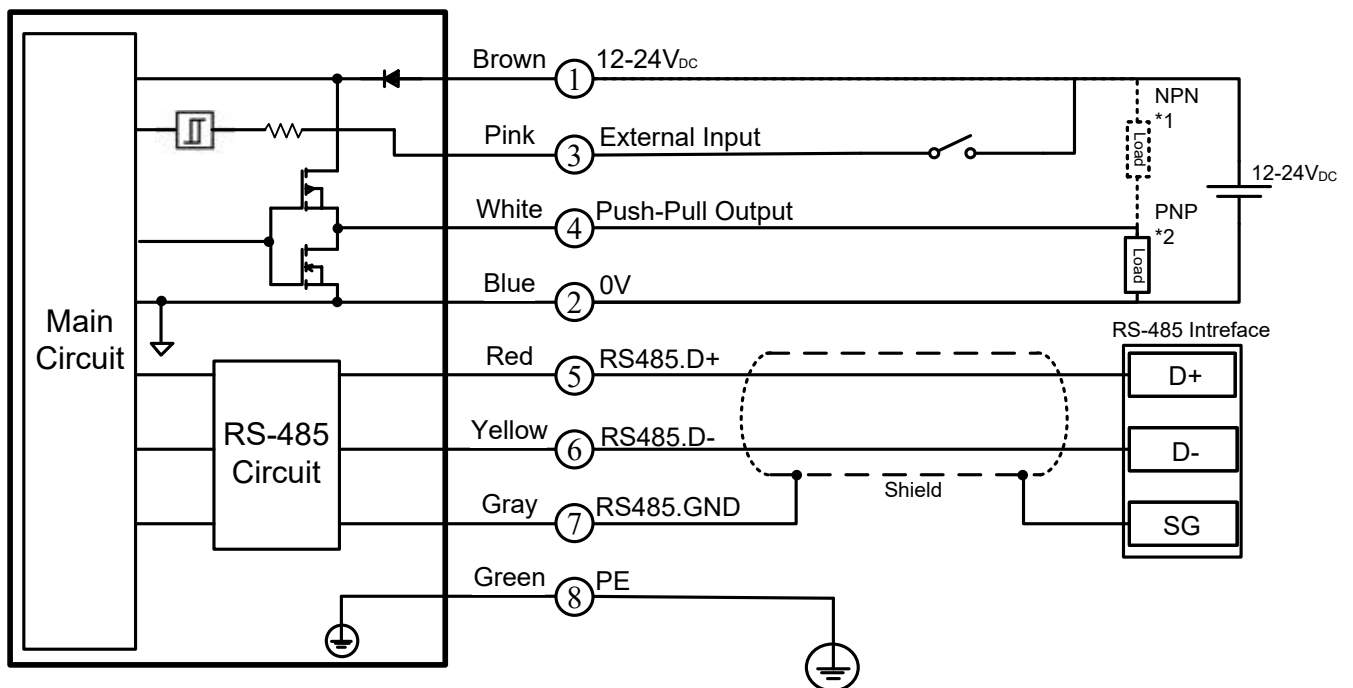 Brown 1 12-24VDC
NPN
*1
Load
Pink 3 External Input
12-24VDC
White 4 Push-Pull Output
PNP
*2
Load
Blue 2 0V
Main
Circuit
RS-485 Intreface
Red 5 RS485.D+
D+
RS-485
Circuit
Yellow 6 RS485.D-
D-
Shield
Gray 7 RS485.GND
SG
Green 8 PE